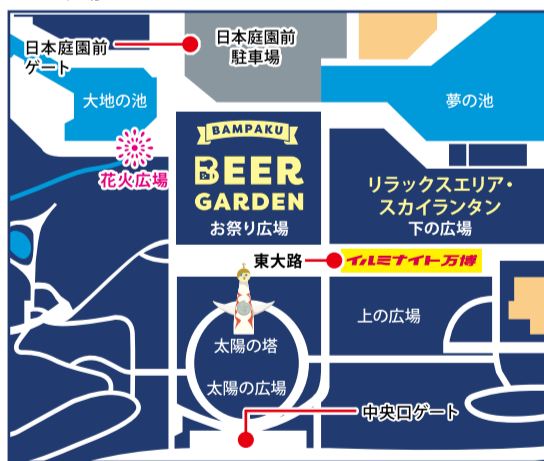 日本庭園前
ゲート
日本庭園前
駐車場
大地の池
夢の池
花火広場
BAMPAKU
BEER
GARDEN
お祭り広場
リラックスエリア・
スカイランタン
下の広場
東大路
イルミナイト万博
太陽の塔
上の広場
太陽の広場
中央口ゲート